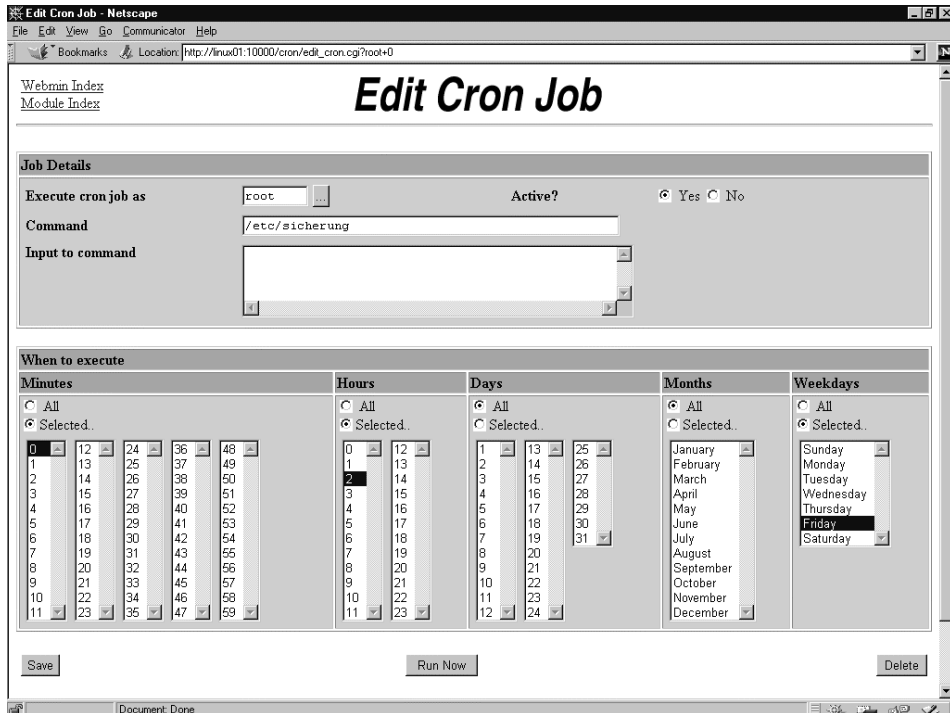 Edit Cron Job - Netscape
File Edit View Go Communicator Help
Bookmarks Location: http://linux01:10000/cron/edit_cron.cgi?root+0
Webmin Index
Module Index
Edit Cron Job
Job Details
Execute cron job as root ... Active? Yes No
Command /etc/sicherung
Input to command
When to execute
Minutes Hours Days Months Weekdays
All All All All All
Selected.. Selected.. Selected.. Selected.. Selected..
0 12 24 36 48 0 12 1 13 25 January Sunday
1 13 25 37 49 1 13 2 14 26 February Monday
2 14 26 38 50 2 14 3 15 27 March Tuesday
3 15 27 39 51 3 15 4 16 28 April Wednesday
4 16 28 40 52 4 16 5 17 29 May Thursday
5 17 29 41 53 5 17 6 18 30 June Friday
6 18 30 42 54 6 18 7 19 31 July Saturday
7 19 31 43 55 7 19 8 20 August
8 20 32 44 56 8 20 9 21 September
9 21 33 45 57 9 21 10 22 October
10 22 34 46 58 10 22 11 23 November
11 23 35 47 59 11 23 12 24 December
Save Run Now Delete
Document: Done